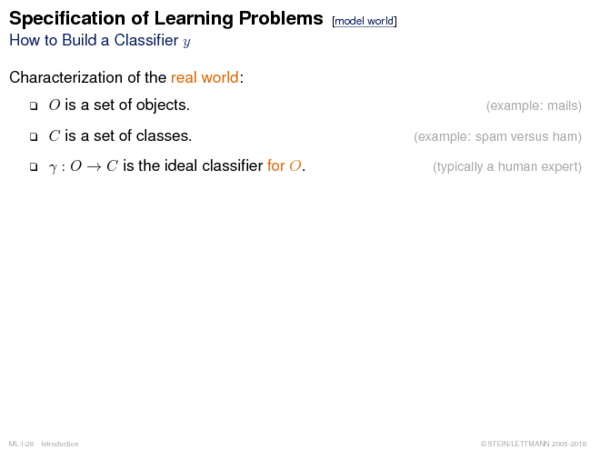 Specification of Learning Problems [model world]
How to Build a Classifier y
Characterization of the real world:
❑ O is a set of objects. (example: mails)
❑ C is a set of classes. (example: spam versus ham)
❑ γ : O → C is the ideal classifier for O. (typically a human expert)
ML:I-28 Introduction © STEIN/LETTMANN 2005-2018